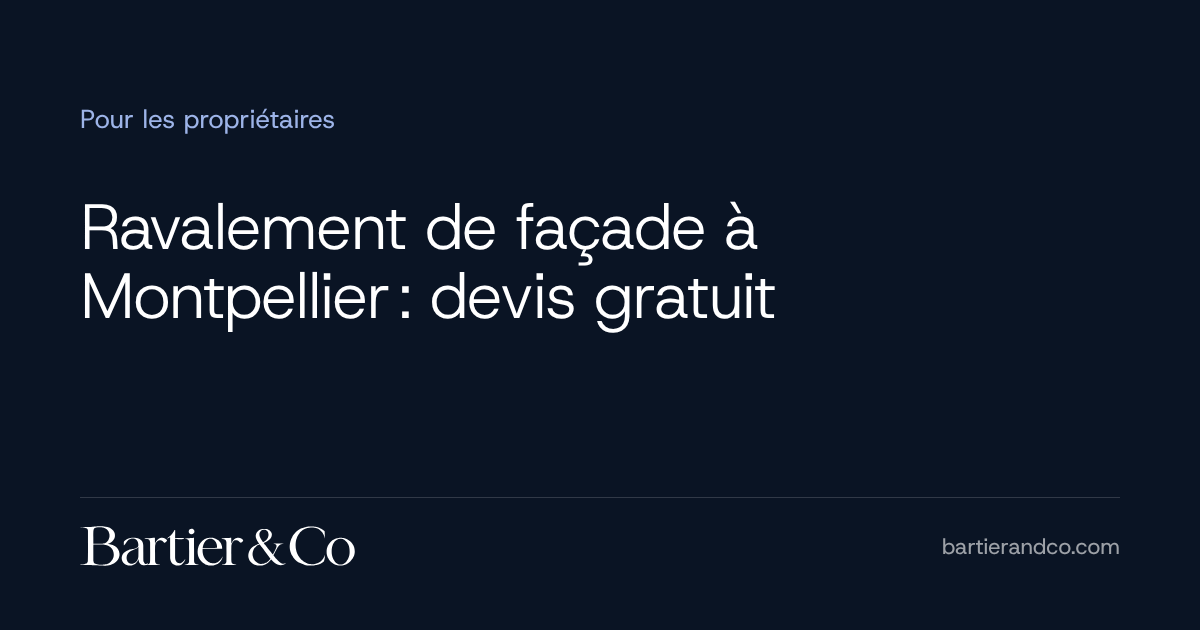 Pour les propriétaires
Ravalement de façade à
Montpellier : devis gratuit
Bartier & Co
bartierandco.com